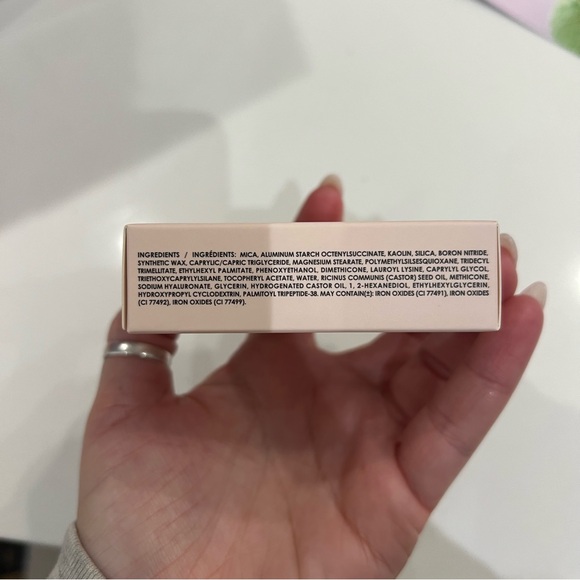 INGREDIENTS / INGRÉDIENTS: MICA, ALUMINUM STARCH OCTENYLSUCCINATE, KAOLIN, SILICA, BORON NITRIDE,
SYNTHETIC WAX, CAPRYLIC/CAPRIC TRIGLYCERIDE, MAGNESIUM STEARATE, POLYMETHYLSILSESQUIOXANE, TRIDECYL
TRIMELLITATE, ETHYLHEXYL PALMITATE, PHENOXYETHANOL, DIMETHICONE, LAUROYL LYSINE, CAPRYLYL GLYCOL,
TRIETHOXYCAPRYLYLSILANE, TOCOPHERYL ACETATE, WATER, RICINUS COMMUNIS (CASTOR) SEED OIL, METHICONE,
SODIUM HYALURONATE, GLYCERIN, HYDROGENATED CASTOR OIL, 1, 2-HEXANEDIOL, ETHYLHEXYLGLYCERIN,
HYDROXYPROPYL CYCLODEXTRIN, PALMITOYL TRIPEPTIDE-38. MAY CONTAIN(±): IRON OXIDES (CI 77491), IRON OXIDES
(CI 77492), IRON OXIDES (CI 77499).